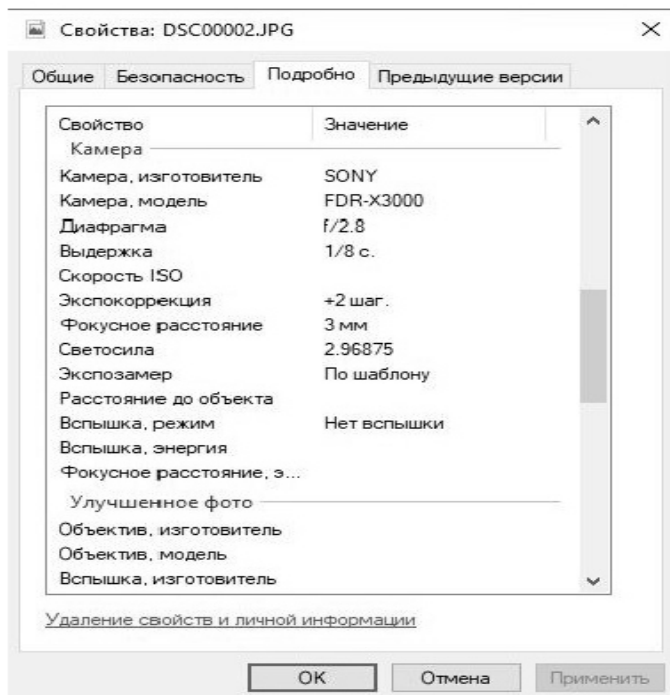 Свойства: DSC00002.JPG
Общие Безопасность Подробно Предыдущие версии
Свойство Значение
Камера
Камера, изготовитель SONY
Камера, модель FDR-X3000
Диафрагма f/2.8
Выдержка 1/8 с.
Скорость ISO
Экспокоррекция +2 шаг.
Фокусное расстояние 3 мм
Светосила 2.96875
Экспозамер По шаблону
Расстояние до объекта
Вспышка, режим Нет вспышки
Вспышка, энергия
Фокусное расстояние, э...
Улучшенное фото
Объектив, изготовитель
Объектив, модель
Вспышка, изготовитель
Удаление свойств и личной информации
OK Отмена Применить